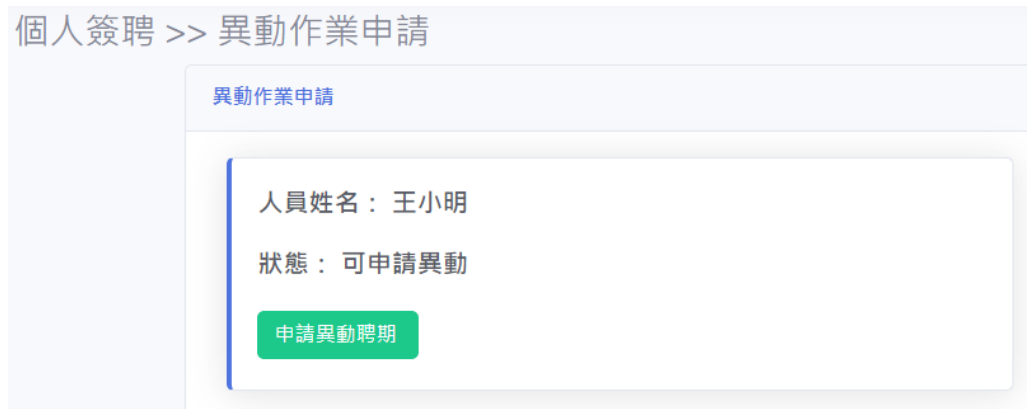 個人簽聘 >> 異動作業申請
異動作業申請
人員姓名： 王小明
狀態： 可申請異動
申請異動聘期